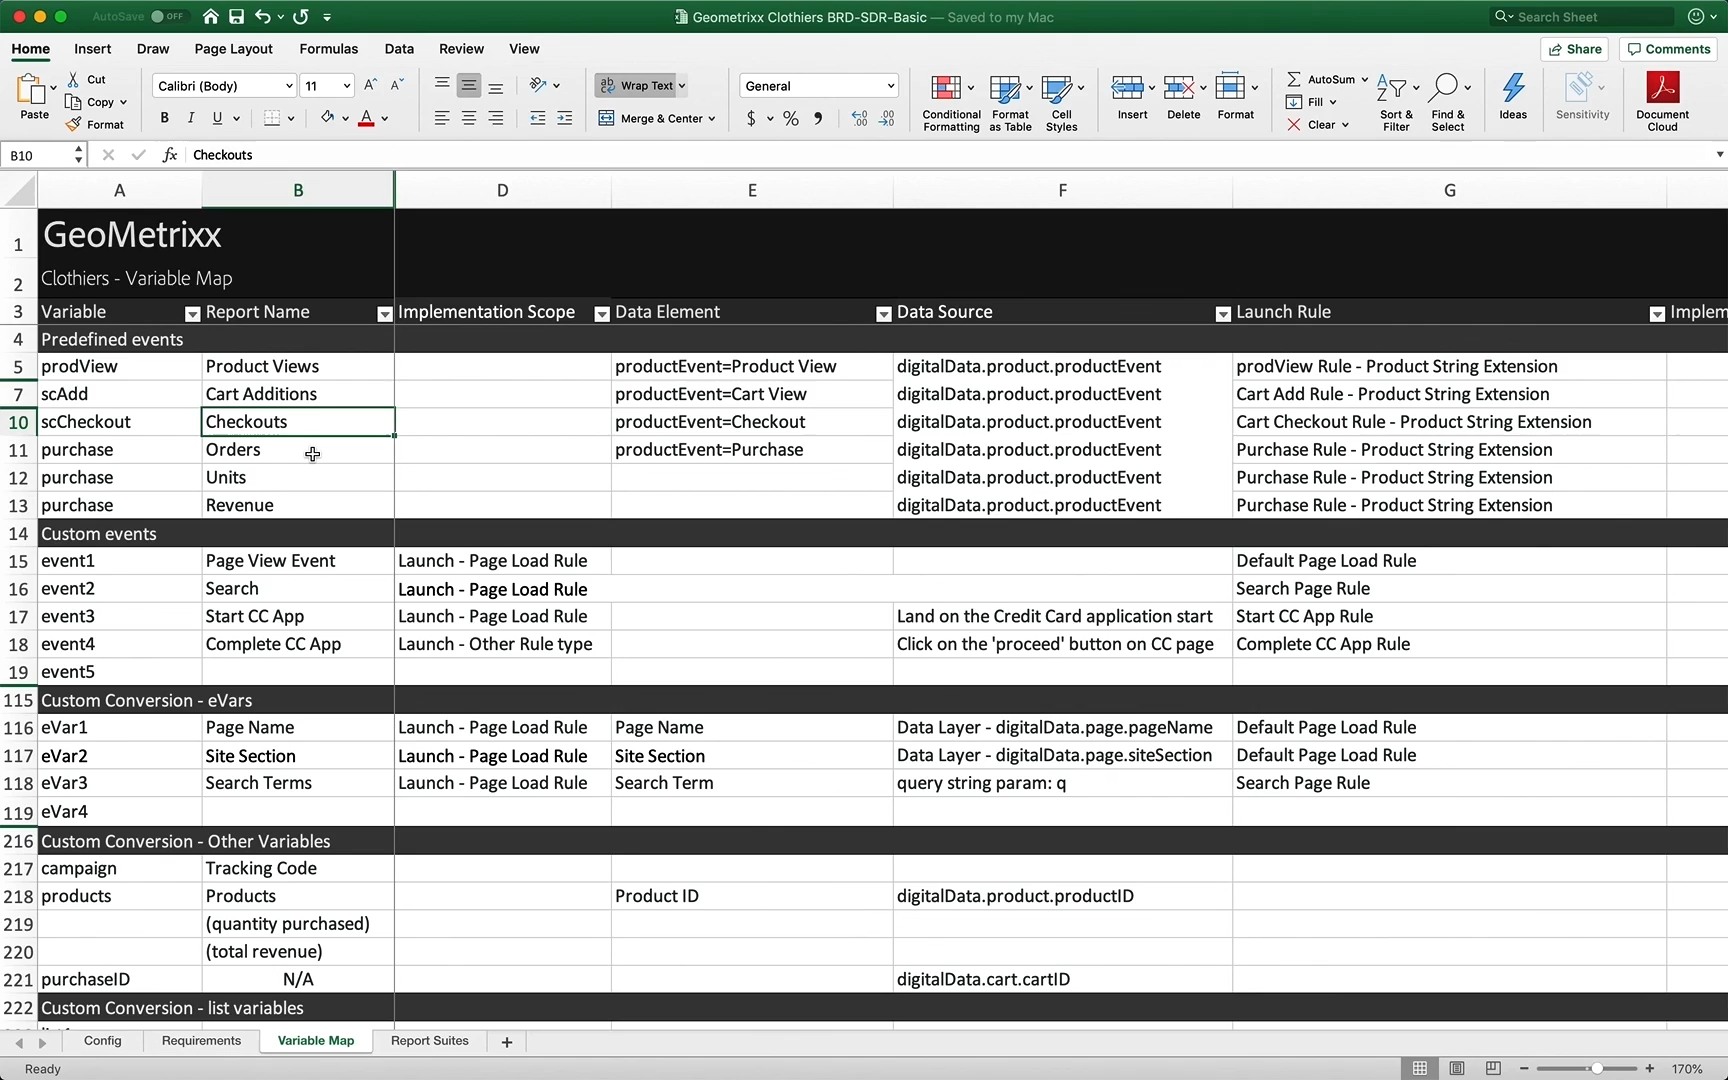 AutoSave OFF Geometrixx Clothiers BRD-SDR-Basic — Saved to my Mac Search Sheet
Home Insert Draw Page Layout Formulas Data Review View Share Comments
Paste Cut Copy Format
Calibri (Body) 11 Wrap Text General
B I U A Merge & Center $ % Conditional Formatting Format as Table Cell Styles Insert Delete Format
AutoSum Fill Clear Sort & Filter Find & Select Ideas Sensitivity Document Cloud
B10 fx Checkouts
A B D E F G
1 GeoMetrixx
2 Clothiers - Variable Map
3 Variable Report Name Implementation Scope Data Element Data Source Launch Rule Implem
4 Predefined events
5 prodView Product Views productEvent=Product View digitalData.product.productEvent prodView Rule - Product String Extension
7 scAdd Cart Additions productEvent=Cart View digitalData.product.productEvent Cart Add Rule - Product String Extension
10 scCheckout Checkouts productEvent=Checkout digitalData.product.productEvent Cart Checkout Rule - Product String Extension
11 purchase Orders productEvent=Purchase digitalData.product.productEvent Purchase Rule - Product String Extension
12 purchase Units digitalData.product.productEvent Purchase Rule - Product String Extension
13 purchase Revenue digitalData.product.productEvent Purchase Rule - Product String Extension
14 Custom events
15 event1 Page View Event Launch - Page Load Rule Default Page Load Rule
16 event2 Search Launch - Page Load Rule Search Page Rule
17 event3 Start CC App Launch - Page Load Rule Land on the Credit Card application start Start CC App Rule
18 event4 Complete CC App Launch - Other Rule type Click on the 'proceed' button on CC page Complete CC App Rule
19 event5
115 Custom Conversion - eVars
116 eVar1 Page Name Launch - Page Load Rule Page Name Data Layer - digitalData.page.pageName Default Page Load Rule
117 eVar2 Site Section Launch - Page Load Rule Site Section Data Layer - digitalData.page.siteSection Default Page Load Rule
118 eVar3 Search Terms Launch - Page Load Rule Search Term query string param: q Search Page Rule
119 eVar4
216 Custom Conversion - Other Variables
217 campaign Tracking Code
218 products Products Product ID digitalData.product.productID
219 (quantity purchased)
220 (total revenue)
221 purchaseID N/A digitalData.cart.cartID
222 Custom Conversion - list variables
Config Requirements Variable Map Report Suites +
Ready 170%